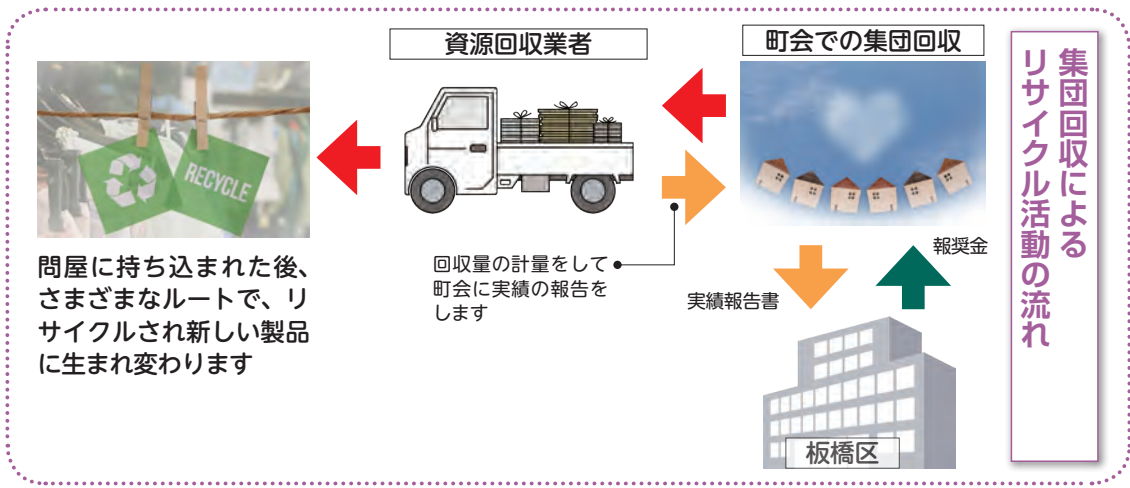 集団回収による
リサイクル活動の流れ
町会での集団回収
資源回収業者
回収量の計量をして
町会に実績の報告を
します
実績報告書
報奨金
板橋区
RECYCLE
問屋に持ち込まれた後、
さまざまなルートで、リ
サイクルされ新しい製品
に生まれ変わります